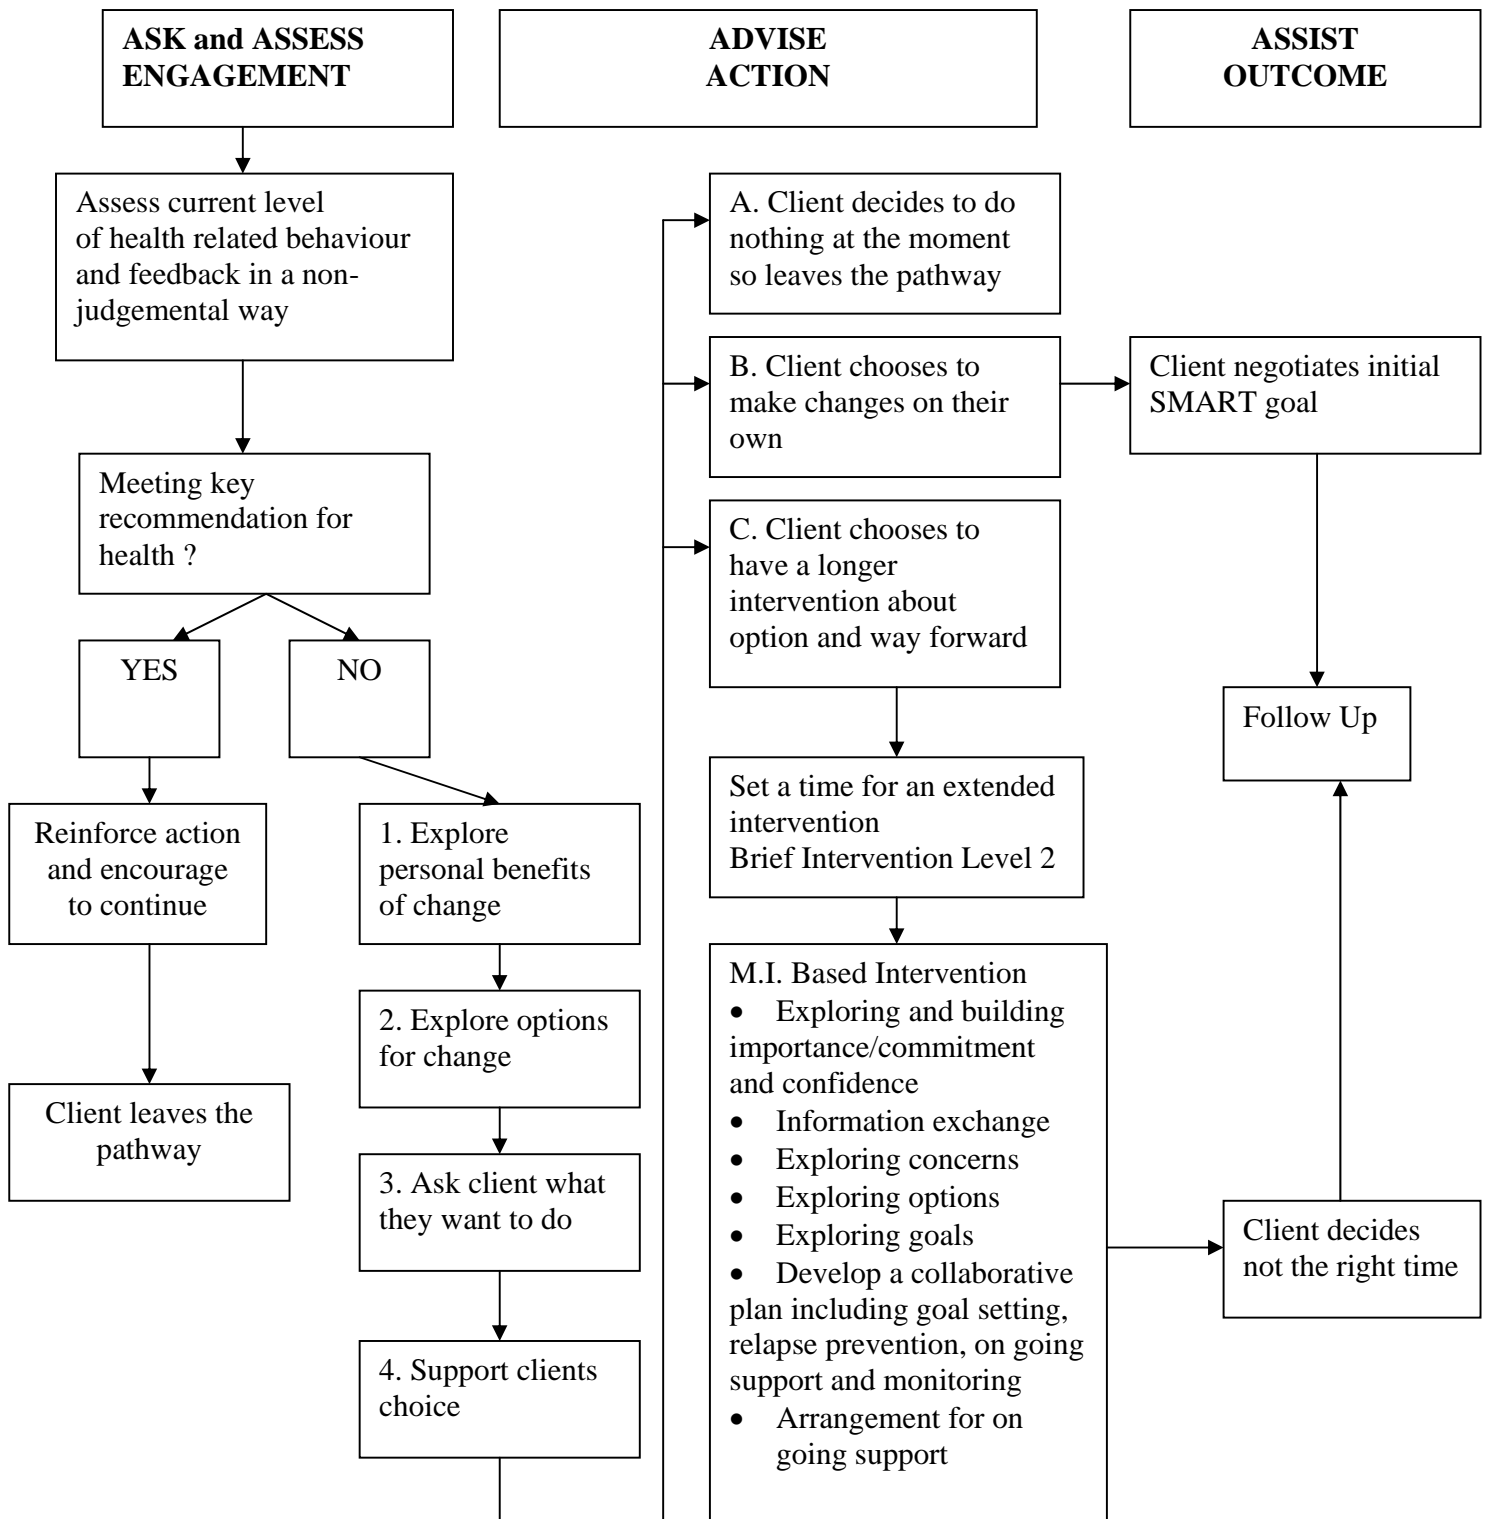 ASK and ASSESS
ENGAGEMENT
ADVISE
ACTION
ASSIST
OUTCOME
Assess current level
of health related behaviour
and feedback in a non-
judgemental way
Meeting key
recommendation for
health ?
YES
NO
Reinforce action
and encourage
to continue
Client leaves the
pathway
1. Explore
personal benefits
of change
2. Explore options
for change
3. Ask client what
they want to do
4. Support clients
choice
A. Client decides to do
nothing at the moment
so leaves the pathway
B. Client chooses to
make changes on their
own
C. Client chooses to
have a longer
intervention about
option and way forward
Set a time for an extended
intervention
Brief Intervention Level 2
M.I. Based Intervention
• Exploring and building
importance/commitment
and confidence
• Information exchange
• Exploring concerns
• Exploring options
• Exploring goals
• Develop a collaborative
plan including goal setting,
relapse prevention, on going
support and monitoring
• Arrangement for on
going support
Client negotiates initial
SMART goal
Follow Up
Client decides
not the right time